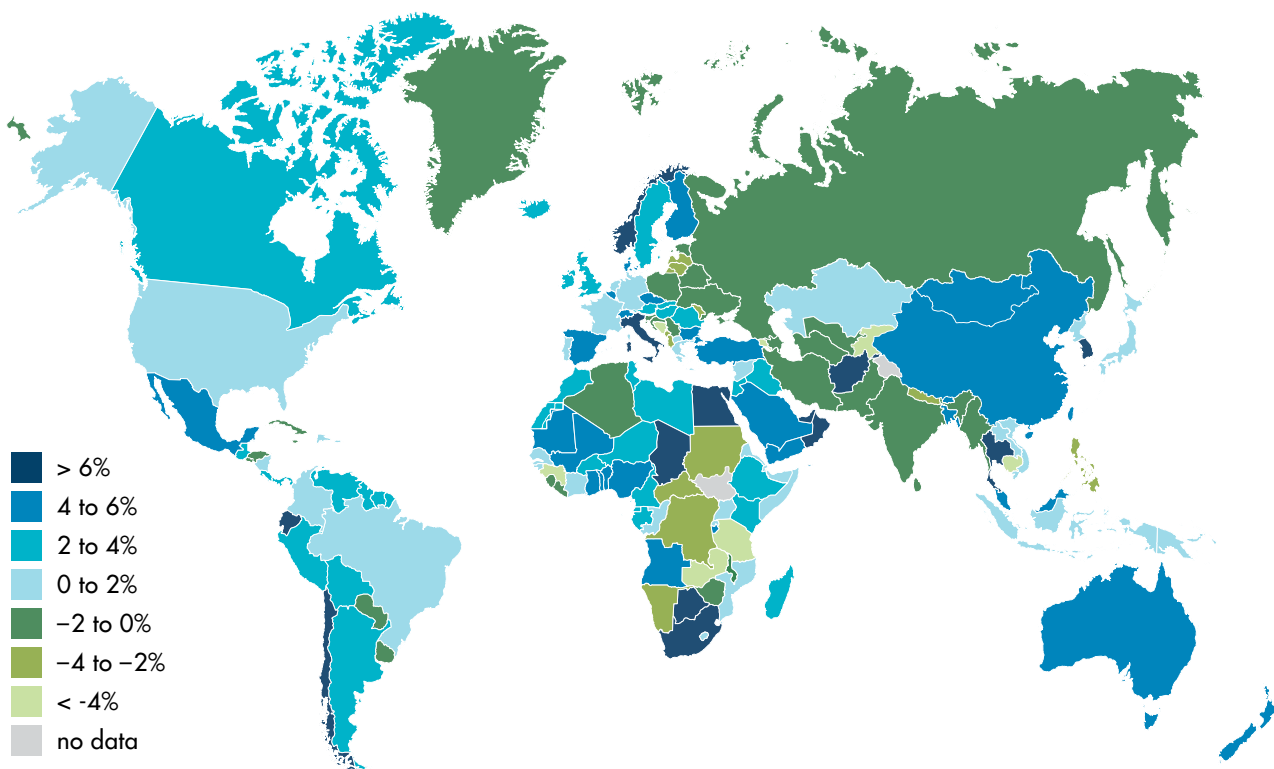 > 6%
4 to 6%
2 to 4%
0 to 2%
−2 to 0%
−4 to −2%
< -4%
no data